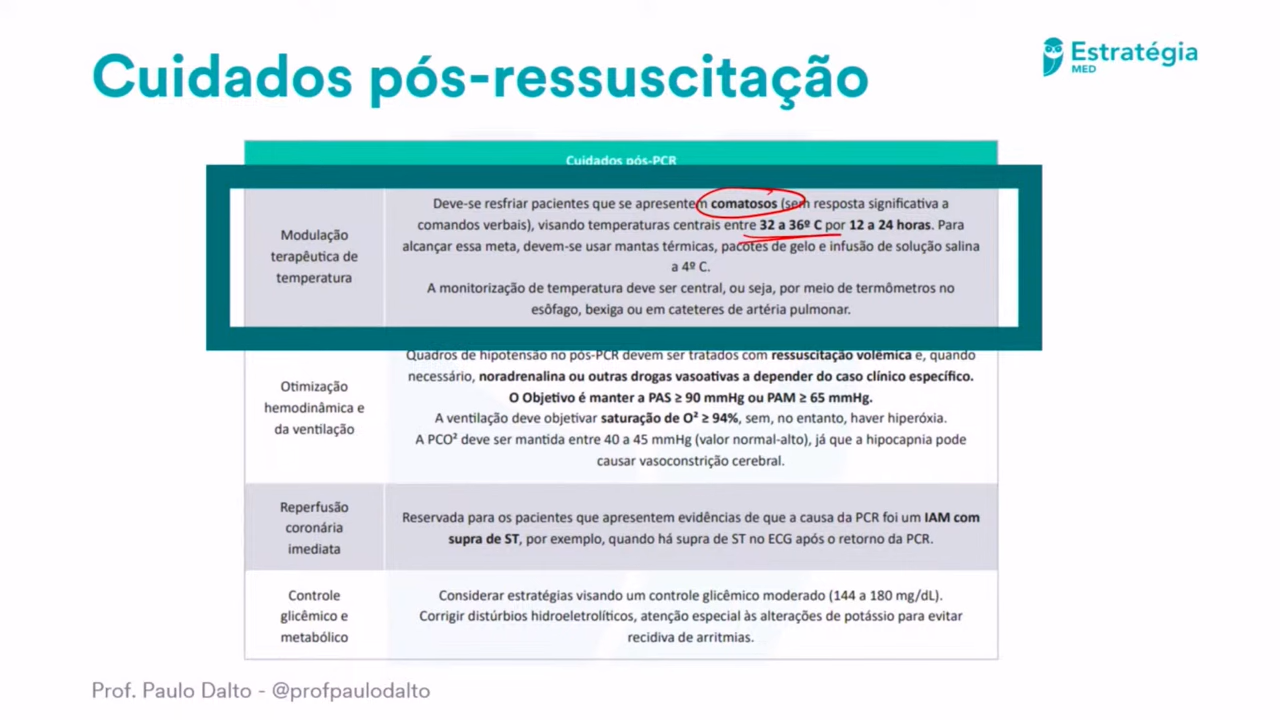 Cuidados pós-ressuscitação
Estratégia
MED
Cuidados pós-PCR
Modulação
terapêutica de
temperatura
Deve-se resfriar pacientes que se apresentem comatosos (sem resposta significativa a
comandos verbais), visando temperaturas centrais entre 32 a 36º C por 12 a 24 horas. Para
alcançar essa meta, devem-se usar mantas térmicas, pacotes de gelo e infusão de solução salina
a 4º C.
A monitorização de temperatura deve ser central, ou seja, por meio de termômetros no
esôfago, bexiga ou em cateteres de artéria pulmonar.
Otimização
hemodinâmica e
da ventilação
Quadros de hipotensão no pós-PCR devem ser tratados com ressuscitação volêmica e, quando
necessário, noradrenalina ou outras drogas vasoativas a depender do caso clínico específico.
O Objetivo é manter a PAS ≥ 90 mmHg ou PAM ≥ 65 mmHg.
A ventilação deve objetivar saturação de O² ≥ 94%, sem, no entanto, haver hiperóxia.
A PCO² deve ser mantida entre 40 a 45 mmHg (valor normal-alto), já que a hipocapnia pode
causar vasoconstrição cerebral.
Reperfusão
coronária
imediata
Reservada para os pacientes que apresentem evidências de que a causa da PCR foi um IAM com
supra de ST, por exemplo, quando há supra de ST no ECG após o retorno da PCR.
Controle
glicêmico e
metabólico
Considerar estratégias visando um controle glicêmico moderado (144 a 180 mg/dL).
Corrigir distúrbios hidroeletrolíticos, atenção especial às alterações de potássio para evitar
recidiva de arritmias.
Prof. Paulo Dalto - @profpaulodalto